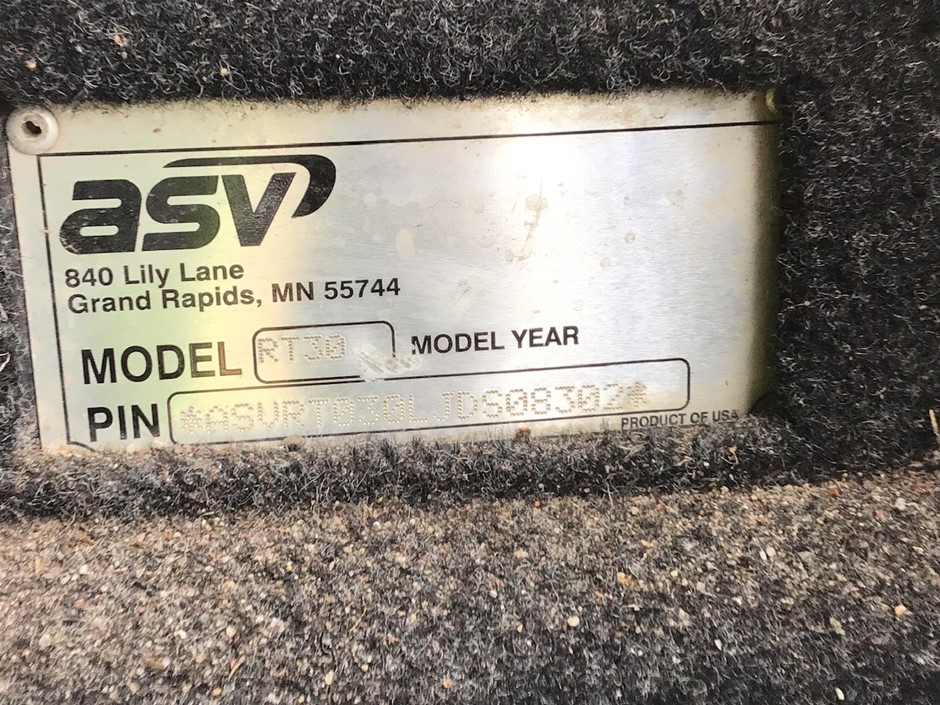 asv
840 Lily Lane
Grand Rapids, MN 55744
MODEL RT30 MODEL YEAR
PIN *ASVRT030LJDS08302*
PRODUCT OF USA